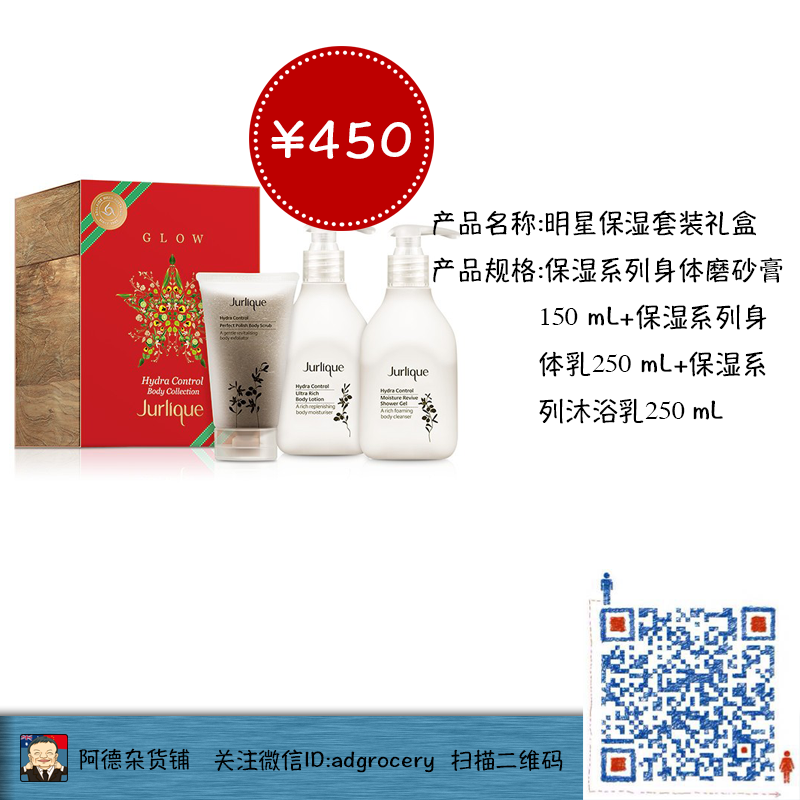 ¥450
产品名称:明星保湿套装礼盒
产品规格:保湿系列身体磨砂膏
150 mL+保湿系列身
体乳250 mL+保湿系
列沐浴乳250 mL
GLOW
Hydra Control
Body Collection
Jurlique
Jurlique
Hydra Control
Perfect Polish Body Scrub
A gentle revitalising
body exfoliator
Jurlique
Hydra Control
Ultra Rich
Body Lotion
A rich replenishing
body moisturiser
Jurlique
Hydra Control
Moisture Revive
Shower Gel
A rich foaming
body cleanser
阿德杂货铺 关注微信ID:adgrocery 扫描二维码